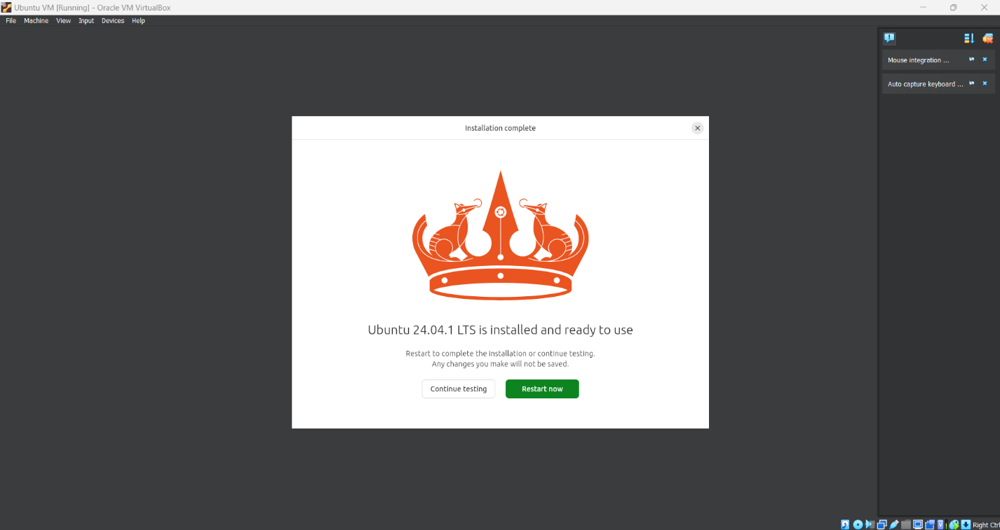 Ubuntu VM [Running] - Oracle VM VirtualBox
File Machine View Input Devices Help
Mouse integration ...
Auto capture keyboard ...
Installation complete
Ubuntu 24.04.1 LTS is installed and ready to use
Restart to complete the installation or continue testing.
Any changes you make will not be saved.
Continue testing
Restart now
Right Ctrl